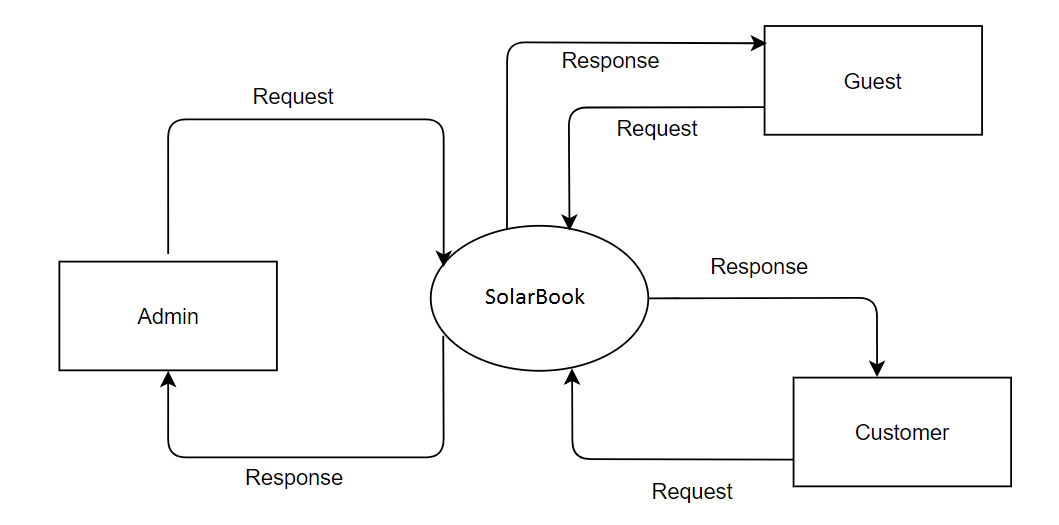 Response
Guest
Request
Request
Response
SolarBook
Admin
Customer
Response
Request